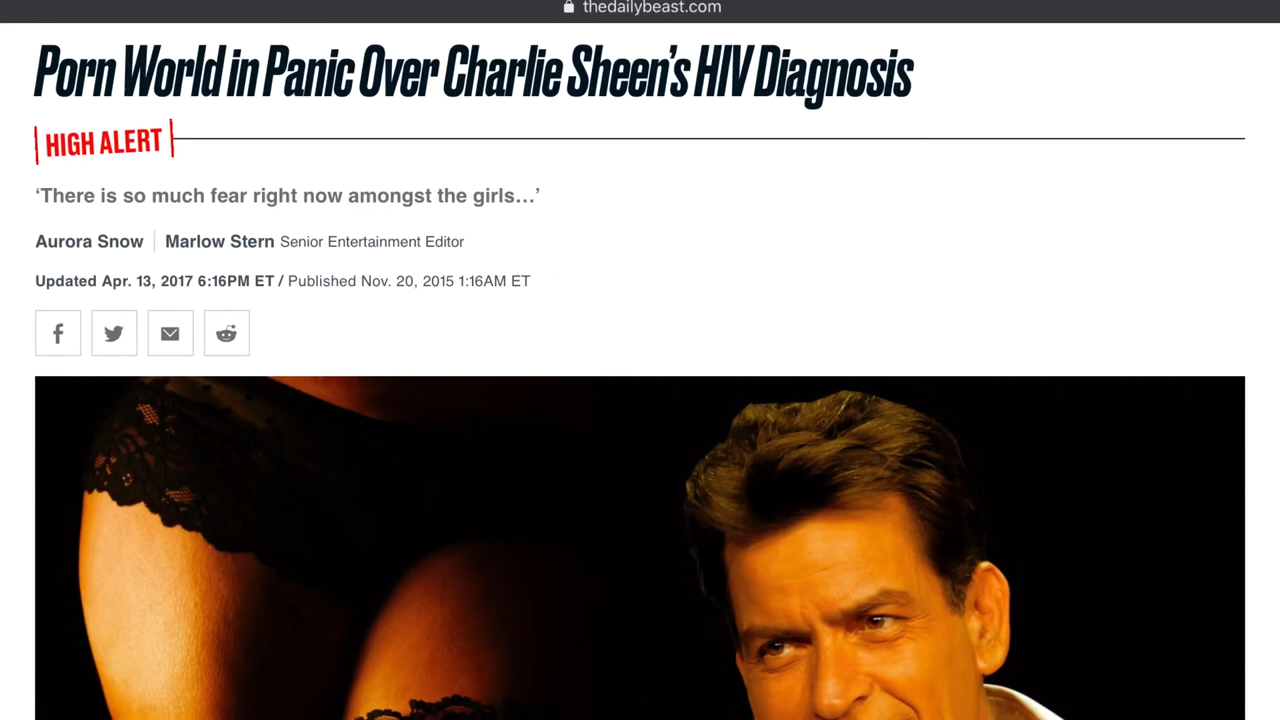 thedailybeast.com
Porn World in Panic Over Charlie Sheen's HIV Diagnosis
HIGH ALERT
‘There is so much fear right now amongst the girls…’
Aurora Snow Marlow Stern Senior Entertainment Editor
Updated Apr. 13, 2017 6:16PM ET / Published Nov. 20, 2015 1:16AM ET